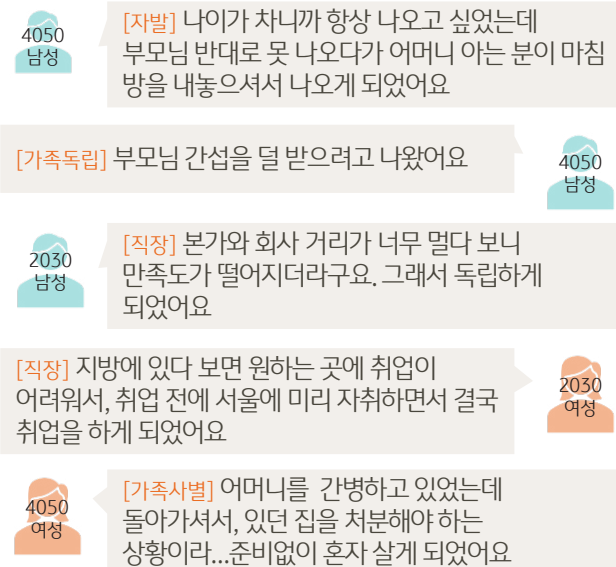 4050
남성
[자발] 나이가 차니까 항상 나오고 싶었는데
부모님 반대로 못 나오다가 어머니 아는 분이 마침
방을 내놓으셔서 나오게 되었어요
[가족독립] 부모님 간섭을 덜 받으려고 나왔어요
4050
남성
2030
남성
[직장] 본가와 회사 거리가 너무 멀다 보니
만족도가 떨어지더라구요. 그래서 독립하게
되었어요
[직장] 지방에 있다 보면 원하는 곳에 취업이
어려워서, 취업 전에 서울에 미리 자취하면서 결국
취업을 하게 되었어요
2030
여성
4050
여성
[가족사별] 어머니를 간병하고 있었는데
돌아가셔서, 있던 집을 처분해야 하는
상황이라...준비없이 혼자 살게 되었어요